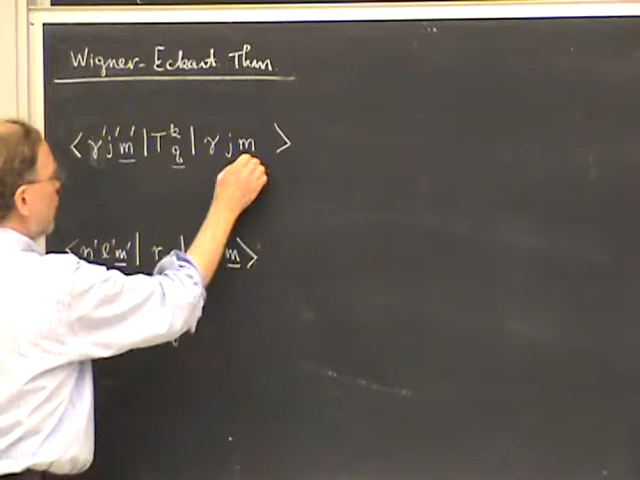 Wigner-Eckart Thm.
< γ'j'm' | T^k_q | γ j m >
< n'ℓ'm' | r | m >